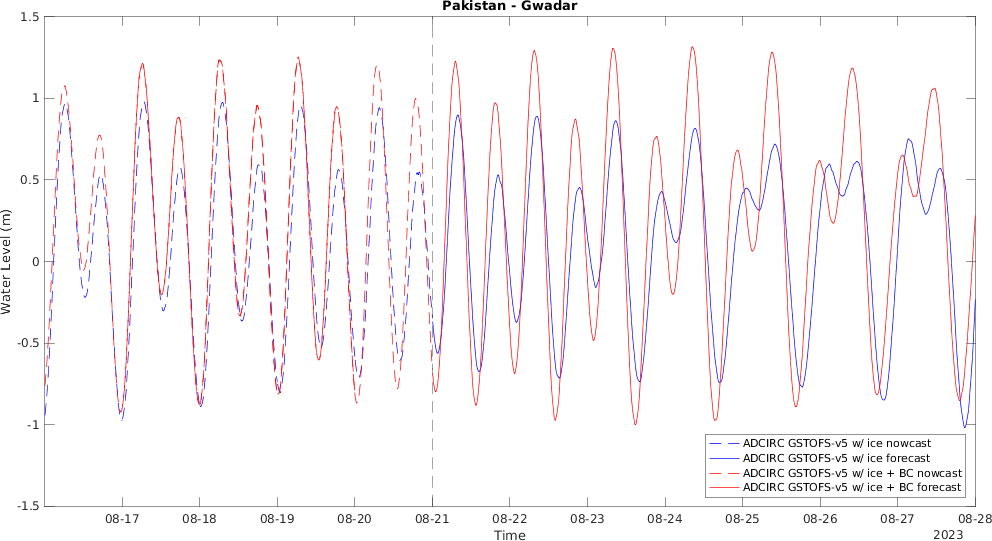 Pakistan - Gwadar
1.5
1
0.5
0
-0.5
-1
-1.5
Water Level (m)
ADCIRC GSTOFS-v5 w/ ice nowcast
ADCIRC GSTOFS-v5 w/ ice forecast
ADCIRC GSTOFS-v5 w/ ice + BC nowcast
ADCIRC GSTOFS-v5 w/ ice + BC forecast
08-17 08-18 08-19 08-20 08-21 08-22 08-23 08-24 08-25 08-26 08-27 08-28
Time
2023